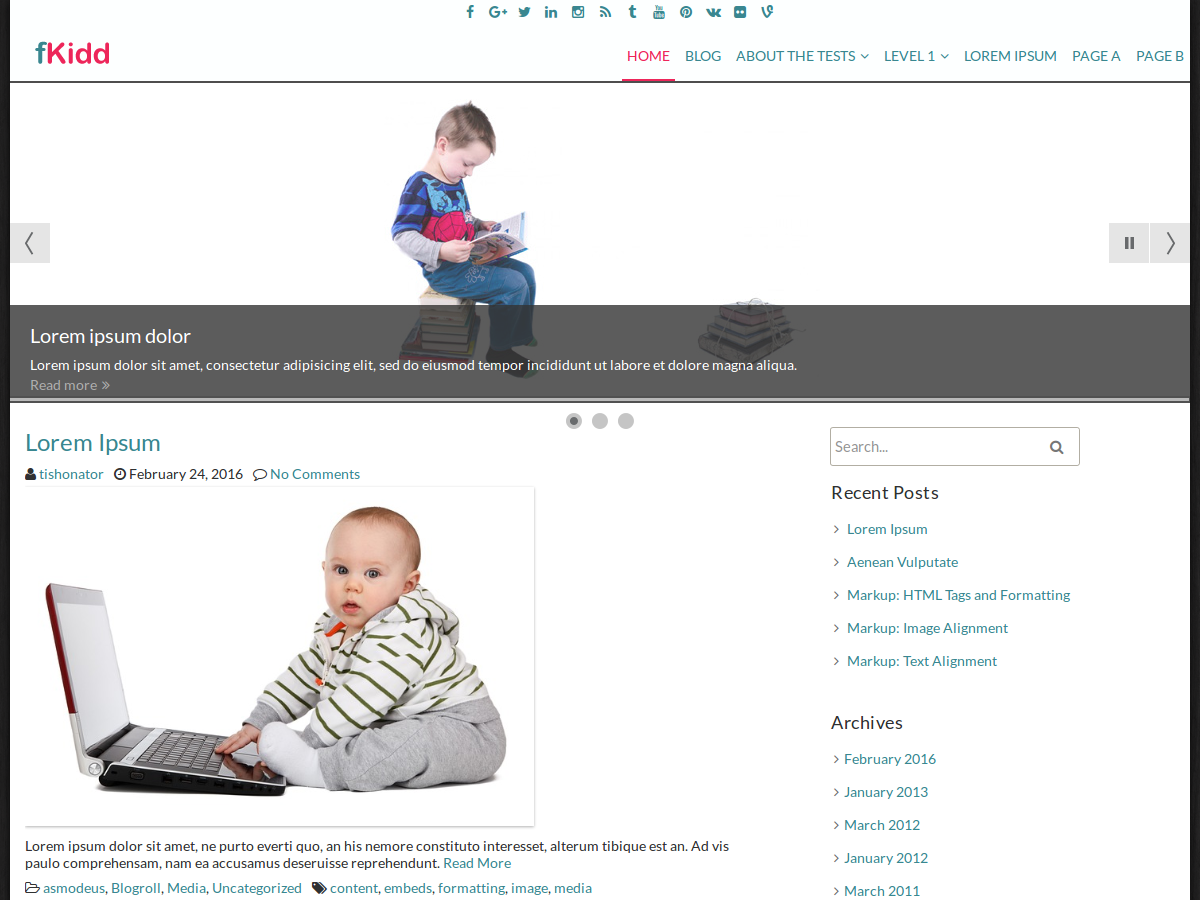 fKidd
HOME BLOG ABOUT THE TESTS LEVEL 1 LOREM IPSUM PAGE A PAGE B
Lorem ipsum dolor
Lorem ipsum dolor sit amet, consectetur adipisicing elit, sed do eiusmod tempor incididunt ut labore et dolore magna aliqua.
Read more »
Lorem Ipsum
tishonator February 24, 2016 No Comments
Lorem ipsum dolor sit amet, ne purto everti quo, an his nemore constituto interesset, alterum tibique est an. Ad vis
paulo comprehensam, nam ea accusamus deseruisse reprehendunt. Read More
asmodeus, Blogroll, Media, Uncategorized content, embeds, formatting, image, media
Search...
Recent Posts
Lorem Ipsum
Aenean Vulputate
Markup: HTML Tags and Formatting
Markup: Image Alignment
Markup: Text Alignment
Archives
February 2016
January 2013
March 2012
January 2012
March 2011